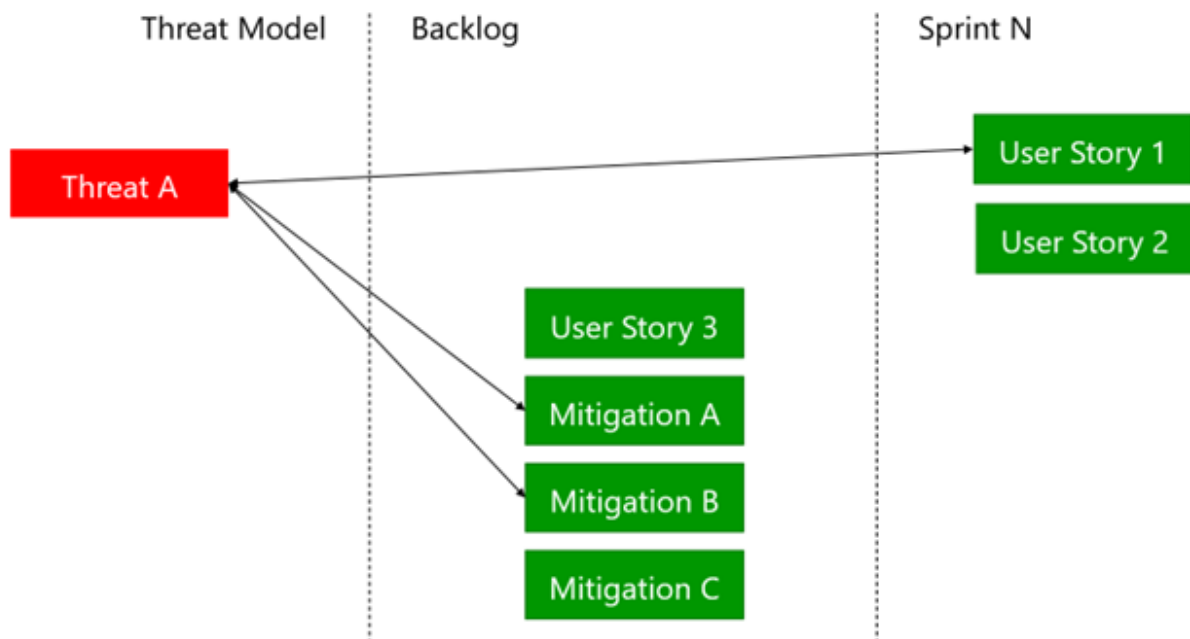 Threat Model
Backlog
Sprint N
Threat A
User Story 1
User Story 2
User Story 3
Mitigation A
Mitigation B
Mitigation C